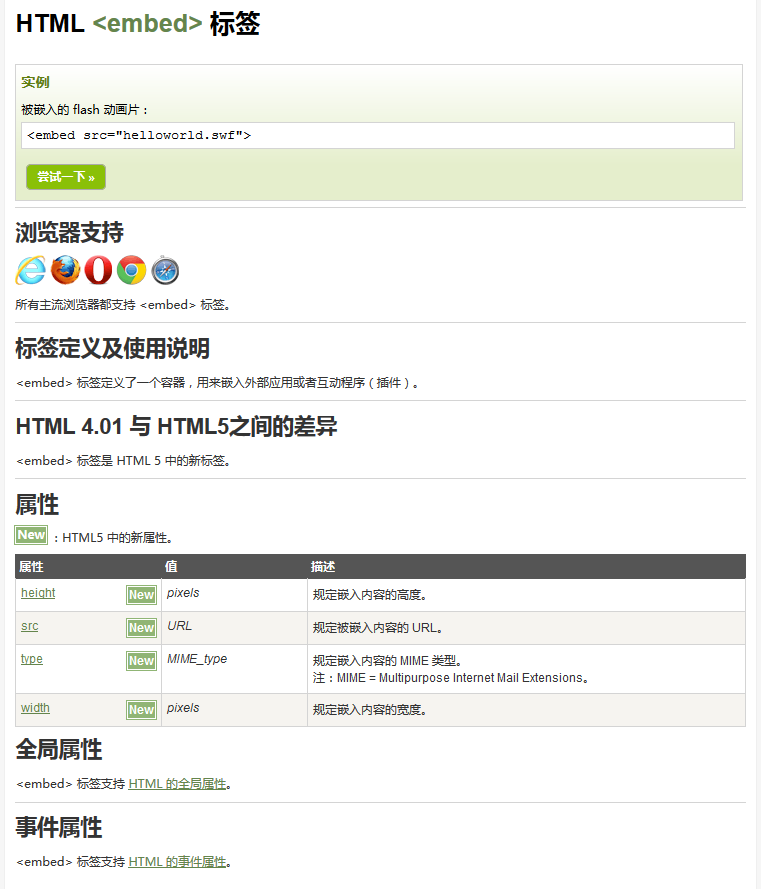 HTML <embed> 标签
实例
被嵌入的 flash 动画片：
<embed src="helloworld.swf">
尝试一下 »
浏览器支持
所有主流浏览器都支持 <embed> 标签。
标签定义及使用说明
<embed> 标签定义了一个容器，用来嵌入外部应用或者互动程序（插件）。
HTML 4.01 与 HTML5之间的差异
<embed> 标签是 HTML 5 中的新标签。
属性
New ：HTML5 中的新属性。
属性 值 描述
height New pixels 规定嵌入内容的高度。
src New URL 规定被嵌入内容的 URL。
type New MIME_type 规定嵌入内容的 MIME 类型。
注：MIME = Multipurpose Internet Mail Extensions。
width New pixels 规定嵌入内容的宽度。
全局属性
<embed> 标签支持 HTML 的全局属性。
事件属性
<embed> 标签支持 HTML 的事件属性。